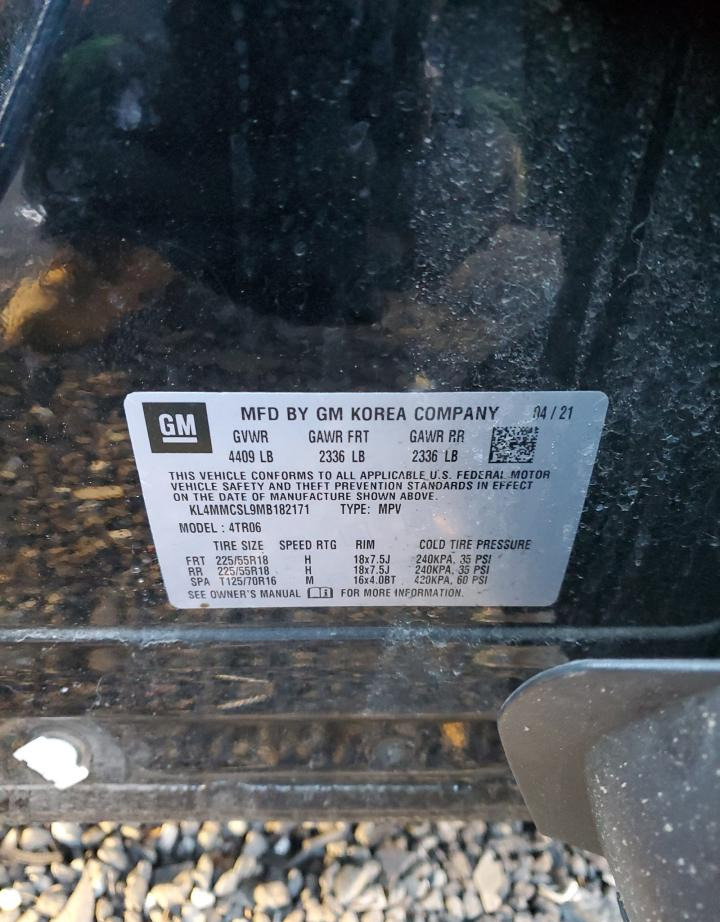 GM MFD BY GM KOREA COMPANY 04 / 21
GVWR GAWR FRT GAWR RR
4409 LB 2336 LB 2336 LB
THIS VEHICLE CONFORMS TO ALL APPLICABLE U.S. FEDERAL MOTOR
VEHICLE SAFETY AND THEFT PREVENTION STANDARDS IN EFFECT
ON THE DATE OF MANUFACTURE SHOWN ABOVE.
KL4MMCSL9MB182171 TYPE: MPV
MODEL : 4TR06
TIRE SIZE SPEED RTG RIM COLD TIRE PRESSURE
FRT 225/55R18 H 18x7.5J 240KPA, 35 PSI
RR 225/55R18 H 18x7.5J 240KPA, 35 PSI
SPA T125/70R16 M 16x4.0BT 420KPA, 60 PSI
SEE OWNER'S MANUAL FOR MORE INFORMATION.